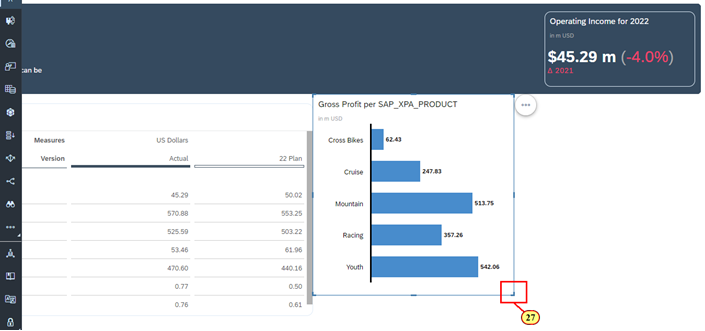 Operating Income for 2022
in m USD
$45.29 m (-4.0%)
Δ 2021
can be
Measures US Dollars
Version Actual 22 Plan
45.29 50.02
570.88 553.25
525.59 503.22
53.46 61.96
470.60 440.16
0.77 0.50
0.76 0.61
Gross Profit per SAP_XPA_PRODUCT
in m USD
Cross Bikes 62.43
Cruise 247.83
Mountain 513.75
Racing 357.26
Youth 542.06
27